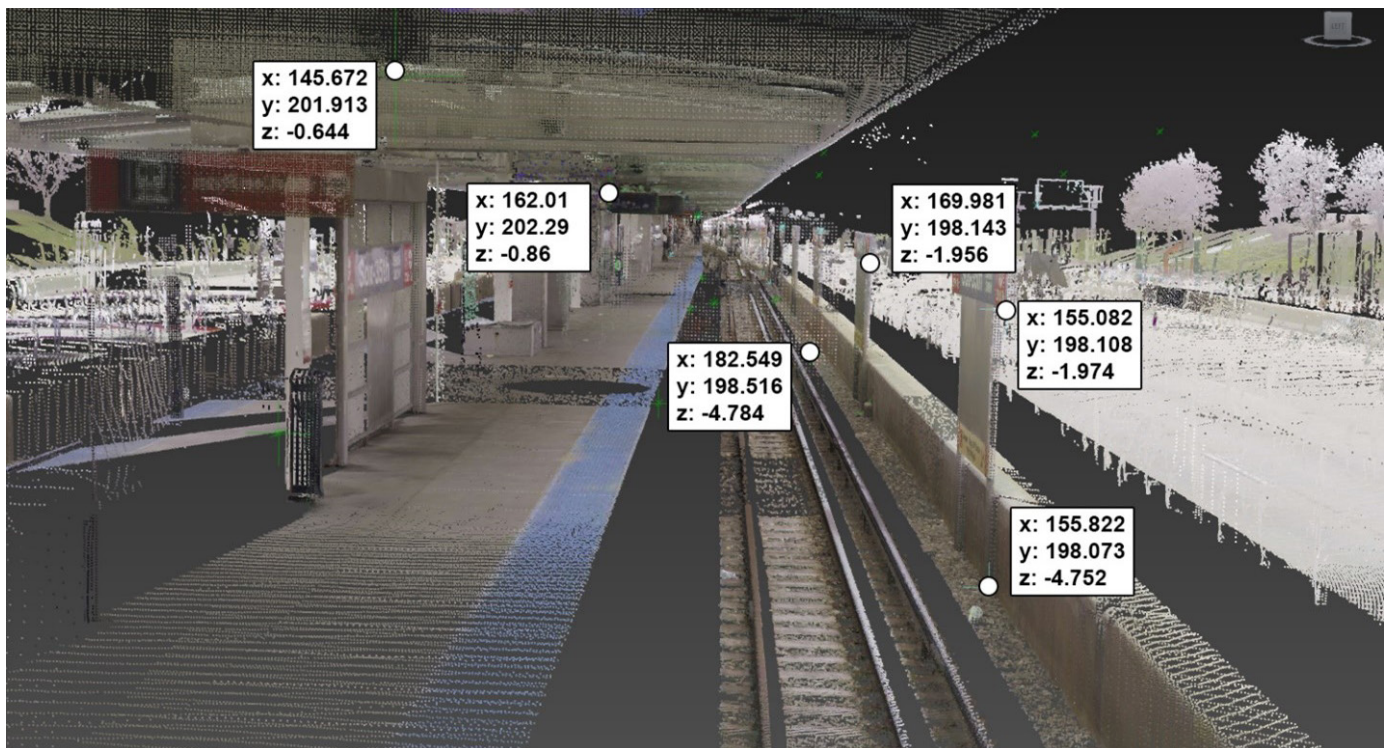 x: 145.672
y: 201.913
z: -0.644
x: 162.01
y: 202.29
z: -0.86
x: 169.981
y: 198.143
z: -1.956
x: 155.082
y: 198.108
z: -1.974
x: 182.549
y: 198.516
z: -4.784
x: 155.822
y: 198.073
z: -4.752